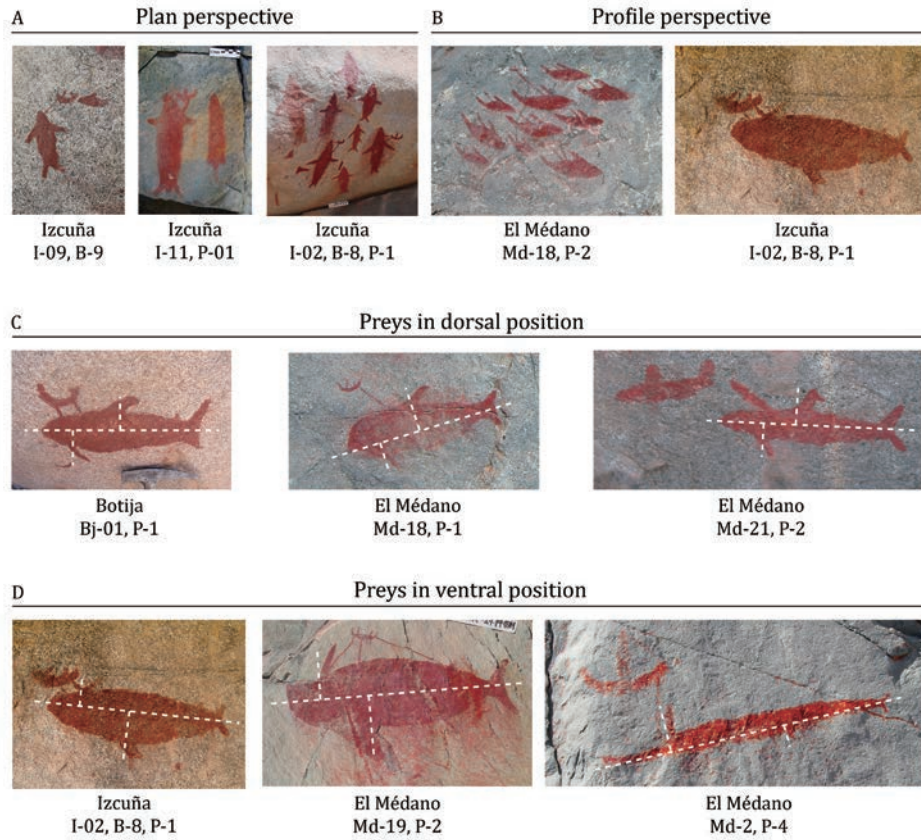 A Plan perspective
B Profile perspective
Izcuña
I-09, B-9
Izcuña
I-11, P-01
Izcuña
I-02, B-8, P-1
El Médano
Md-18, P-2
Izcuña
I-02, B-8, P-1
C Preys in dorsal position
Botija
Bj-01, P-1
El Médano
Md-18, P-1
El Médano
Md-21, P-2
D Preys in ventral position
Izcuña
I-02, B-8, P-1
El Médano
Md-19, P-2
El Médano
Md-2, P-4